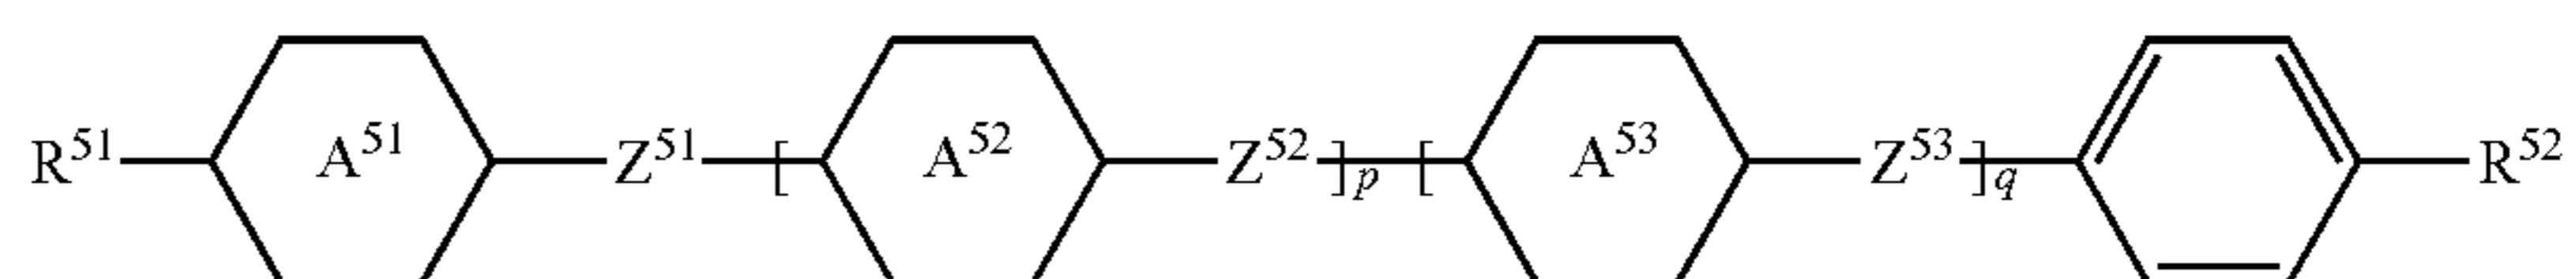 R⁵¹ A⁵¹ Z⁵¹ [ A⁵² Z⁵² ]p [ A⁵³ Z⁵³ ]q R⁵²